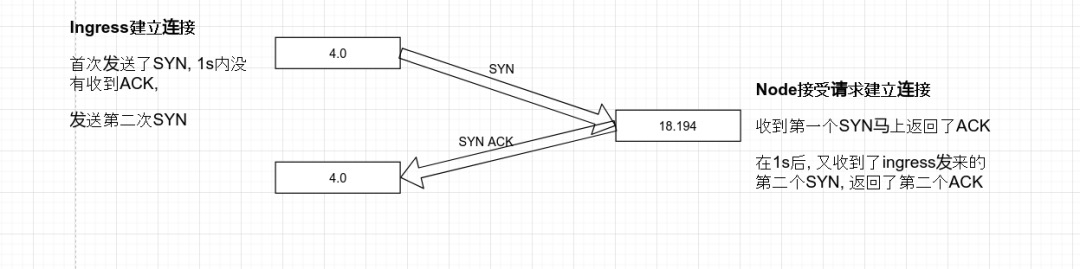 Ingress建立连接
首次发送了SYN, 1s内没
有收到ACK,
发送第二次SYN
4.0
SYN
18.194
SYN ACK
4.0
Node接受请求建立连接
收到第一个SYN马上返回了ACK
在1s后, 又收到了ingress发来的
第二个SYN, 返回了第二个ACK